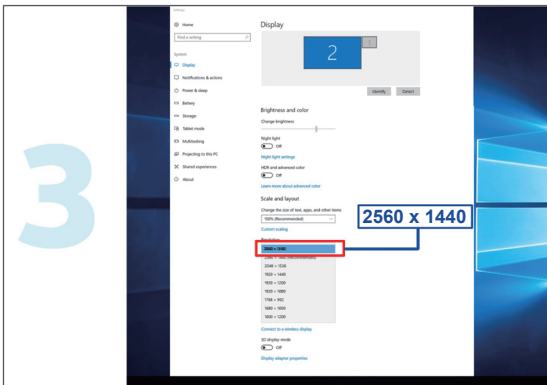 Settings
Home
Find a setting
System
Display
Notifications & actions
Power & sleep
Battery
Storage
Tablet mode
Multitasking
Projecting to this PC
Shared experiences
About
3
Display
2
1
Identify
Detect
Brightness and color
Change brightness
Night light
Off
Night light settings
HDR and advanced color
Off
Learn more about advanced color
Scale and layout
Change the size of text, apps, and other items
100% (Recommended)
Custom scaling
Resolution
2560 x 1440
2048 × 1536
1920 × 1440
1920 × 1200
1920 × 1080
1680 × 1050
1600 × 1200
Connect to a wireless display
3D display mode
Off
Display adapter properties